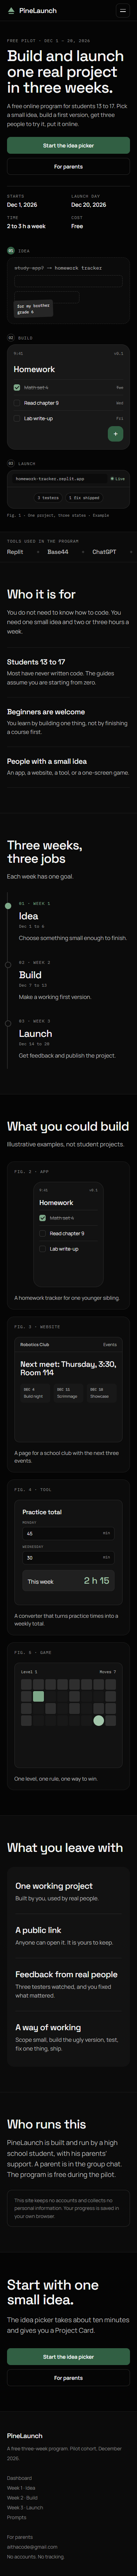 PineLaunch
FREE PILOT · DEC 1 – 20, 2026
Build and launch
one real project
in three weeks.
A free online program for students 13 to 17. Pick
a small idea, build a first version, get three
people to try it, put it online.
Start the idea picker
For parents
STARTS
Dec 1, 2026
LAUNCH DAY
Dec 20, 2026
TIME
2 to 3 h a week
COST
Free
01 IDEA
study app? → homework tracker
for my brother
grade 6
02 BUILD
Homework
Math set 4
Tue
Read chapter 9
Wed
Lab write-up
Fri
+
03 LAUNCH
homework-tracker.replit.app
Live
3 testers
1 fix shipped
Fig. 1 — One project, three states · Example
TOOLS USED IN THE PROGRAM
Replit
Base44
ChatGPT
Who it is for
You do not need to know how to code. You
need one small idea and two or three hours a
week.
Students 13 to 17
Most have never written code. The guides
assume you are starting from zero.
Beginners are welcome
You learn by building one thing, not by finishing
a course first.
People with a small idea
An app, a website, a tool, or a one-screen game.
Three weeks,
three jobs
Each week has one goal.
01 · WEEK 1
Idea
Dec 1 to 6
Choose something small enough to finish.
02 · WEEK 2
Build
Dec 7 to 13
Make a working first version.
03 · WEEK 3
Launch
Dec 14 to 20
Get feedback and publish the project.
What you could build
Illustrative examples, not student projects.
FIG. 2 · APP
Homework
Math set 4
Read chapter 9
Lab write-up
A homework tracker for one younger sibling.
FIG. 3 · WEBSITE
Robotics Club
Events
Next meet: Thursday, 3:30,
Room 114
DEC 4
Build night
DEC 11
Scrimmage
DEC 18
Showcase
A page for a school club with the next three
events.
FIG. 4 · TOOL
Practice total
MONDAY
45
min
WEDNESDAY
30
min
This week
2 h 15
A converter that turns practice times into a
weekly total.
FIG. 5 · GAME
Level 1
Moves 7
One level, one rule, one way to win.
What you leave with
One working project
Built by you, used by real people.
A public link
Anyone can open it. It is yours to keep.
Feedback from real people
Three testers watched, and you fixed
what mattered.
A way of working
Scope small, build the ugly version, test,
fix one thing, ship.
Who runs this
PineLaunch is built and run by a high
school student, with his parents'
support. A parent is in the group chat.
The program is free during the pilot.
This site keeps no accounts and collects no
personal information. Your progress is saved in
your own browser.
Start with one
small idea.
The idea picker takes about ten minutes
and gives you a Project Card.
Start the idea picker
For parents
PineLaunch
A free three-week program. Pilot cohort, December
2026.
Dashboard
Week 1 · Idea
Week 2 · Build
Week 3 · Launch
Prompts
For parents
No accounts. No tracking.